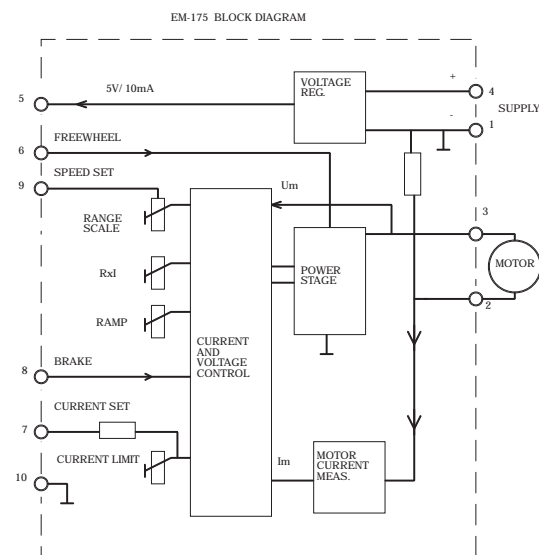 EM-175 BLOCK DIAGRAM
5V/ 10mA
VOLTAGE
REG.
+
-
4
SUPPLY
1
5
FREEWHEEL
6
SPEED SET
9
Um
3
RANGE
SCALE
RxI
POWER
STAGE
MOTOR
2
RAMP
CURRENT
AND
VOLTAGE
CONTROL
BRAKE
8
CURRENT SET
7
CURRENT LIMIT
Im
MOTOR
CURRENT
MEAS.
10